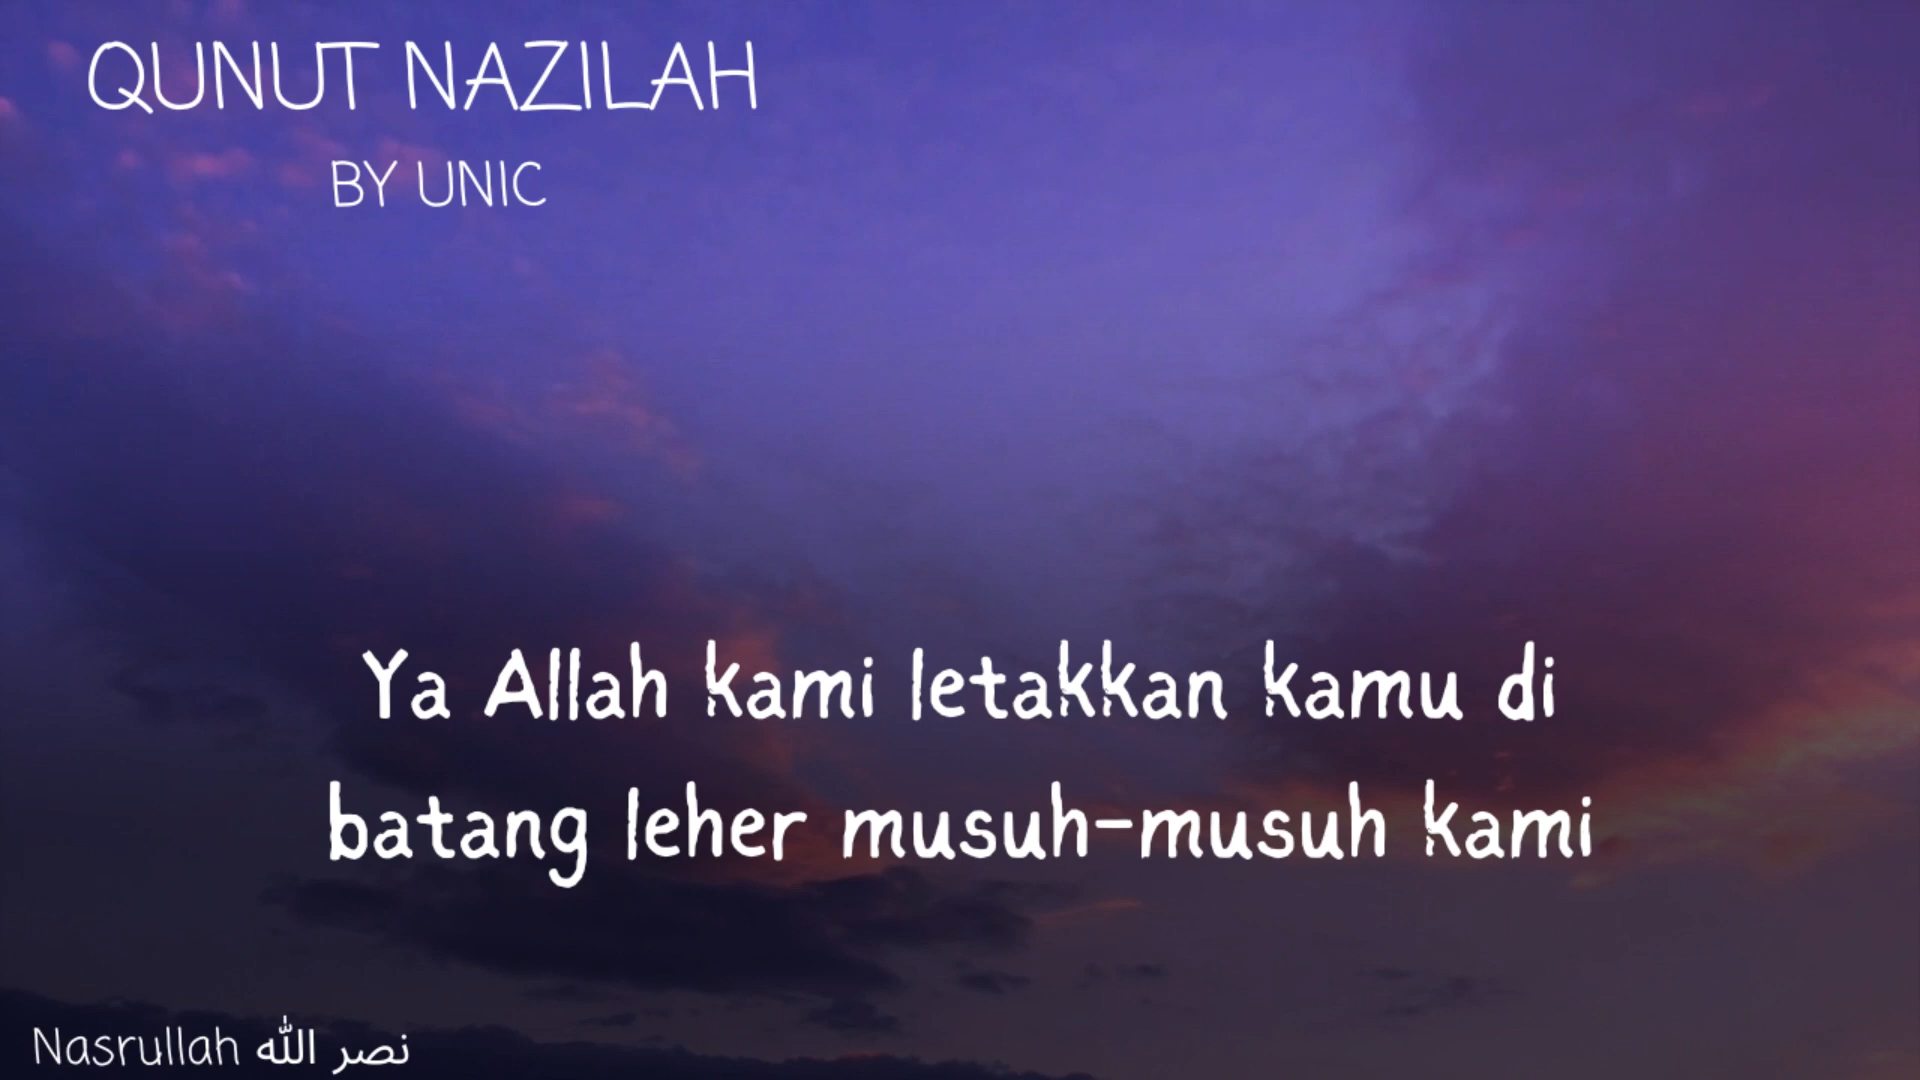 QUNUT NAZILAH
BY UNIC
Ya Allah kami letakkan kamu di
batang leher musuh-musuh kami
Nasrullah نصر الله